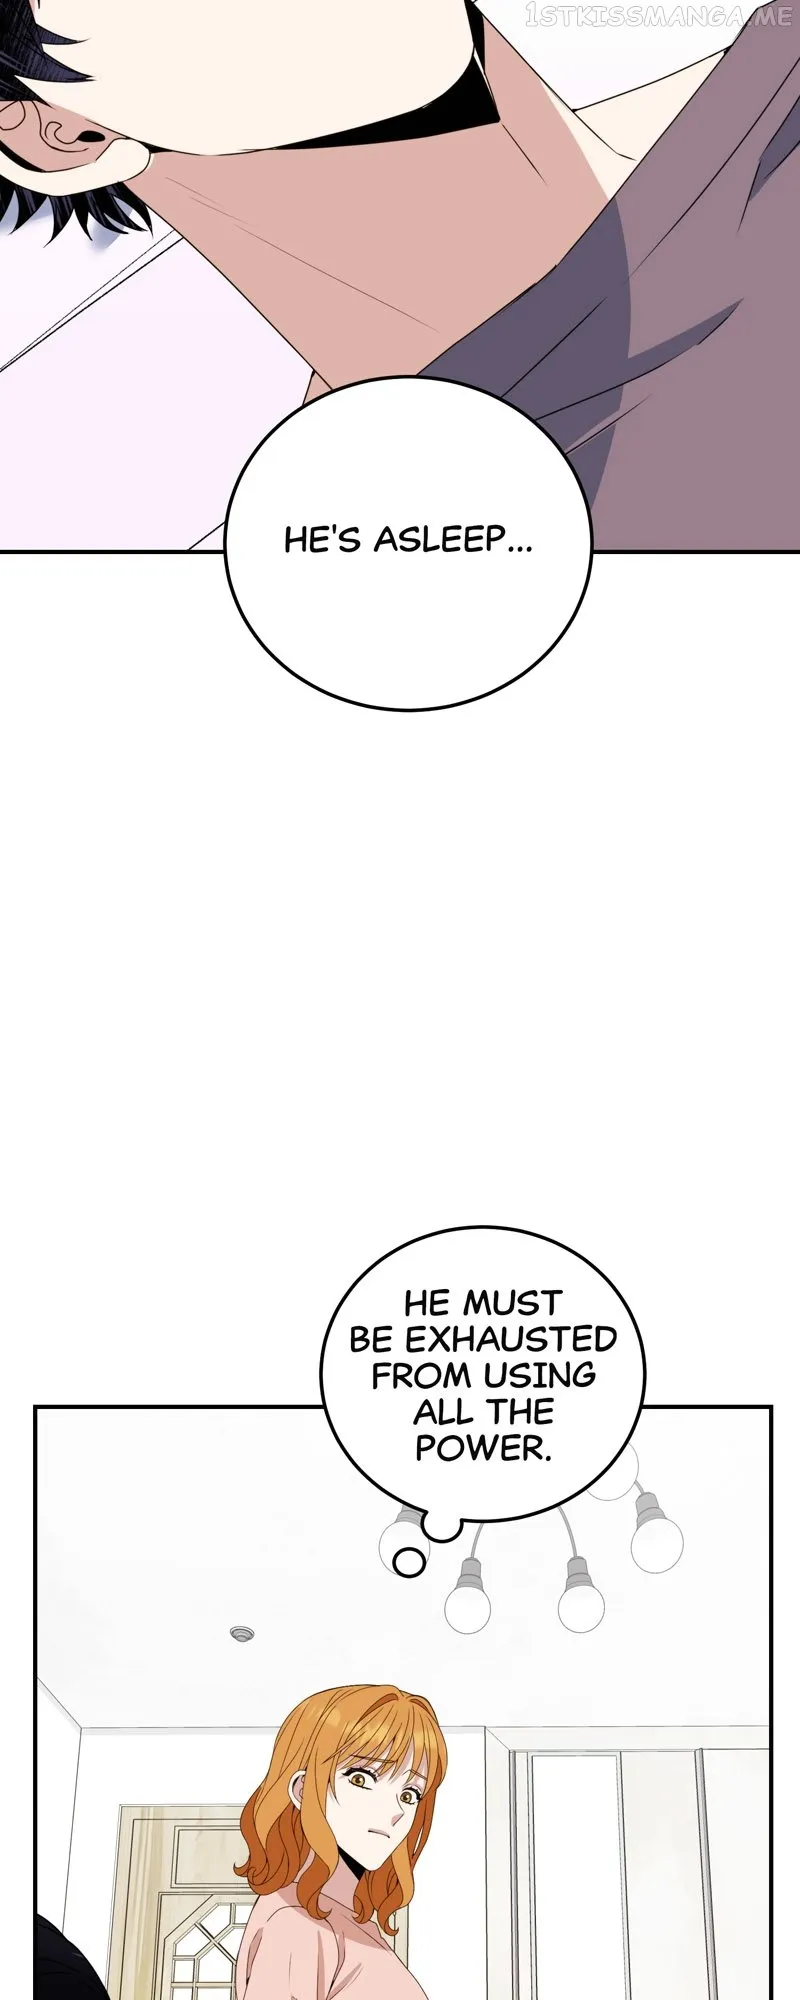 1STKISSMANGA.ME
HE'S ASLEEP...
HE MUST
BE EXHAUSTED
FROM USING
ALL THE
POWER.